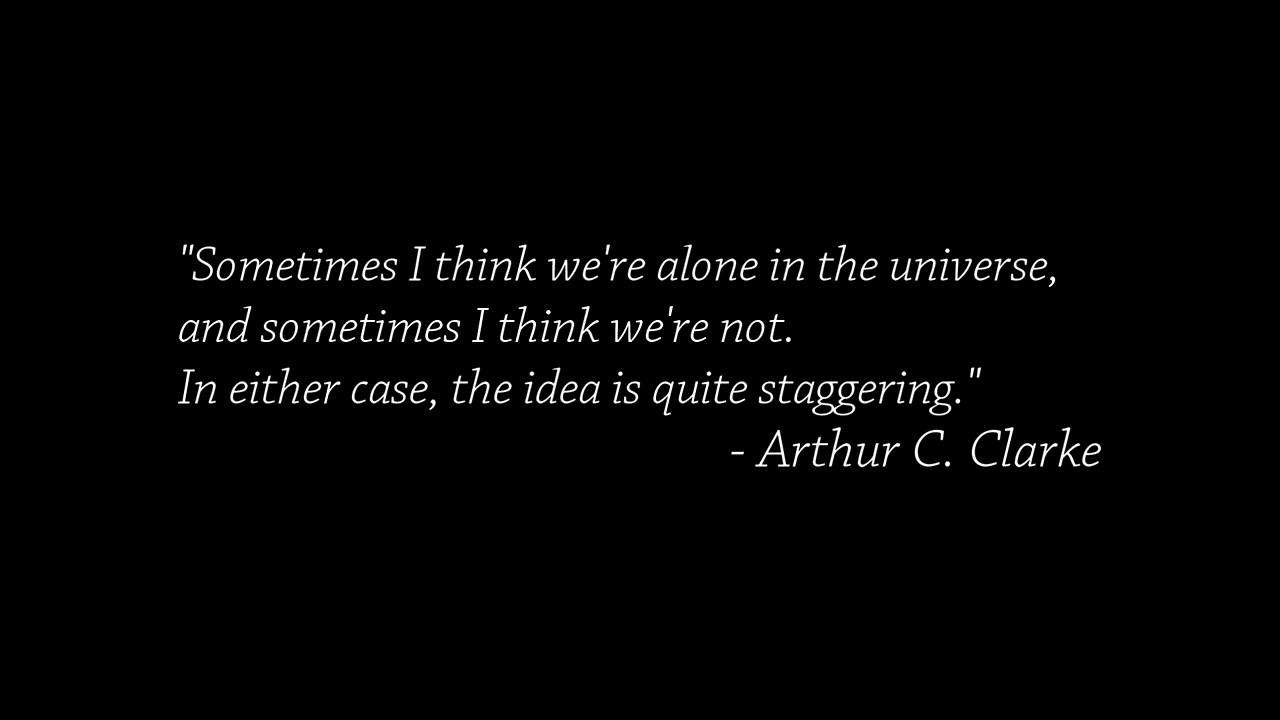 "Sometimes I think we're alone in the universe,
and sometimes I think we're not.
In either case, the idea is quite staggering."
- Arthur C. Clarke